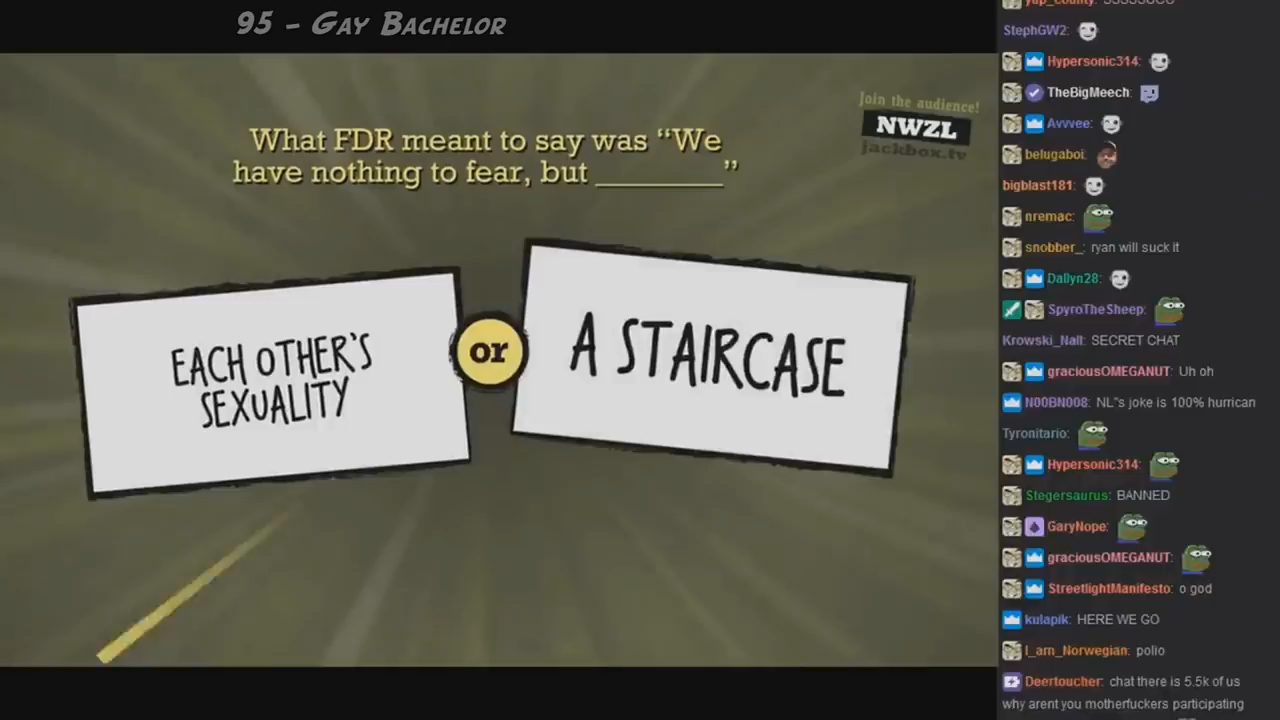 95 - Gay Bachelor
What FDR meant to say was “We
have nothing to fear, but ________”
Join the audience!
NWZL
jackbox.tv
EACH OTHER'S
SEXUALITY
or
A STAIRCASE
StephGW2:
Hypersonic314:
TheBigMeech:
Avvvee:
belugaboi:
bigblast181:
nremac:
snobber_: ryan will suck it
Dallyn28:
SpyroTheSheep:
Krowski_Nall: SECRET CHAT
graciousOMEGANUT: Uh oh
N00BN008: NL"s joke is 100% hurrican
Tyronitario:
Hypersonic314:
Stegersaurus: BANNED
GaryNope:
graciousOMEGANUT:
StreetlightManifesto: o god
kulapik: HERE WE GO
I_am_Norwegian: polio
Deertoucher: chat there is 5.5k of us
why arent you motherfuckers participating